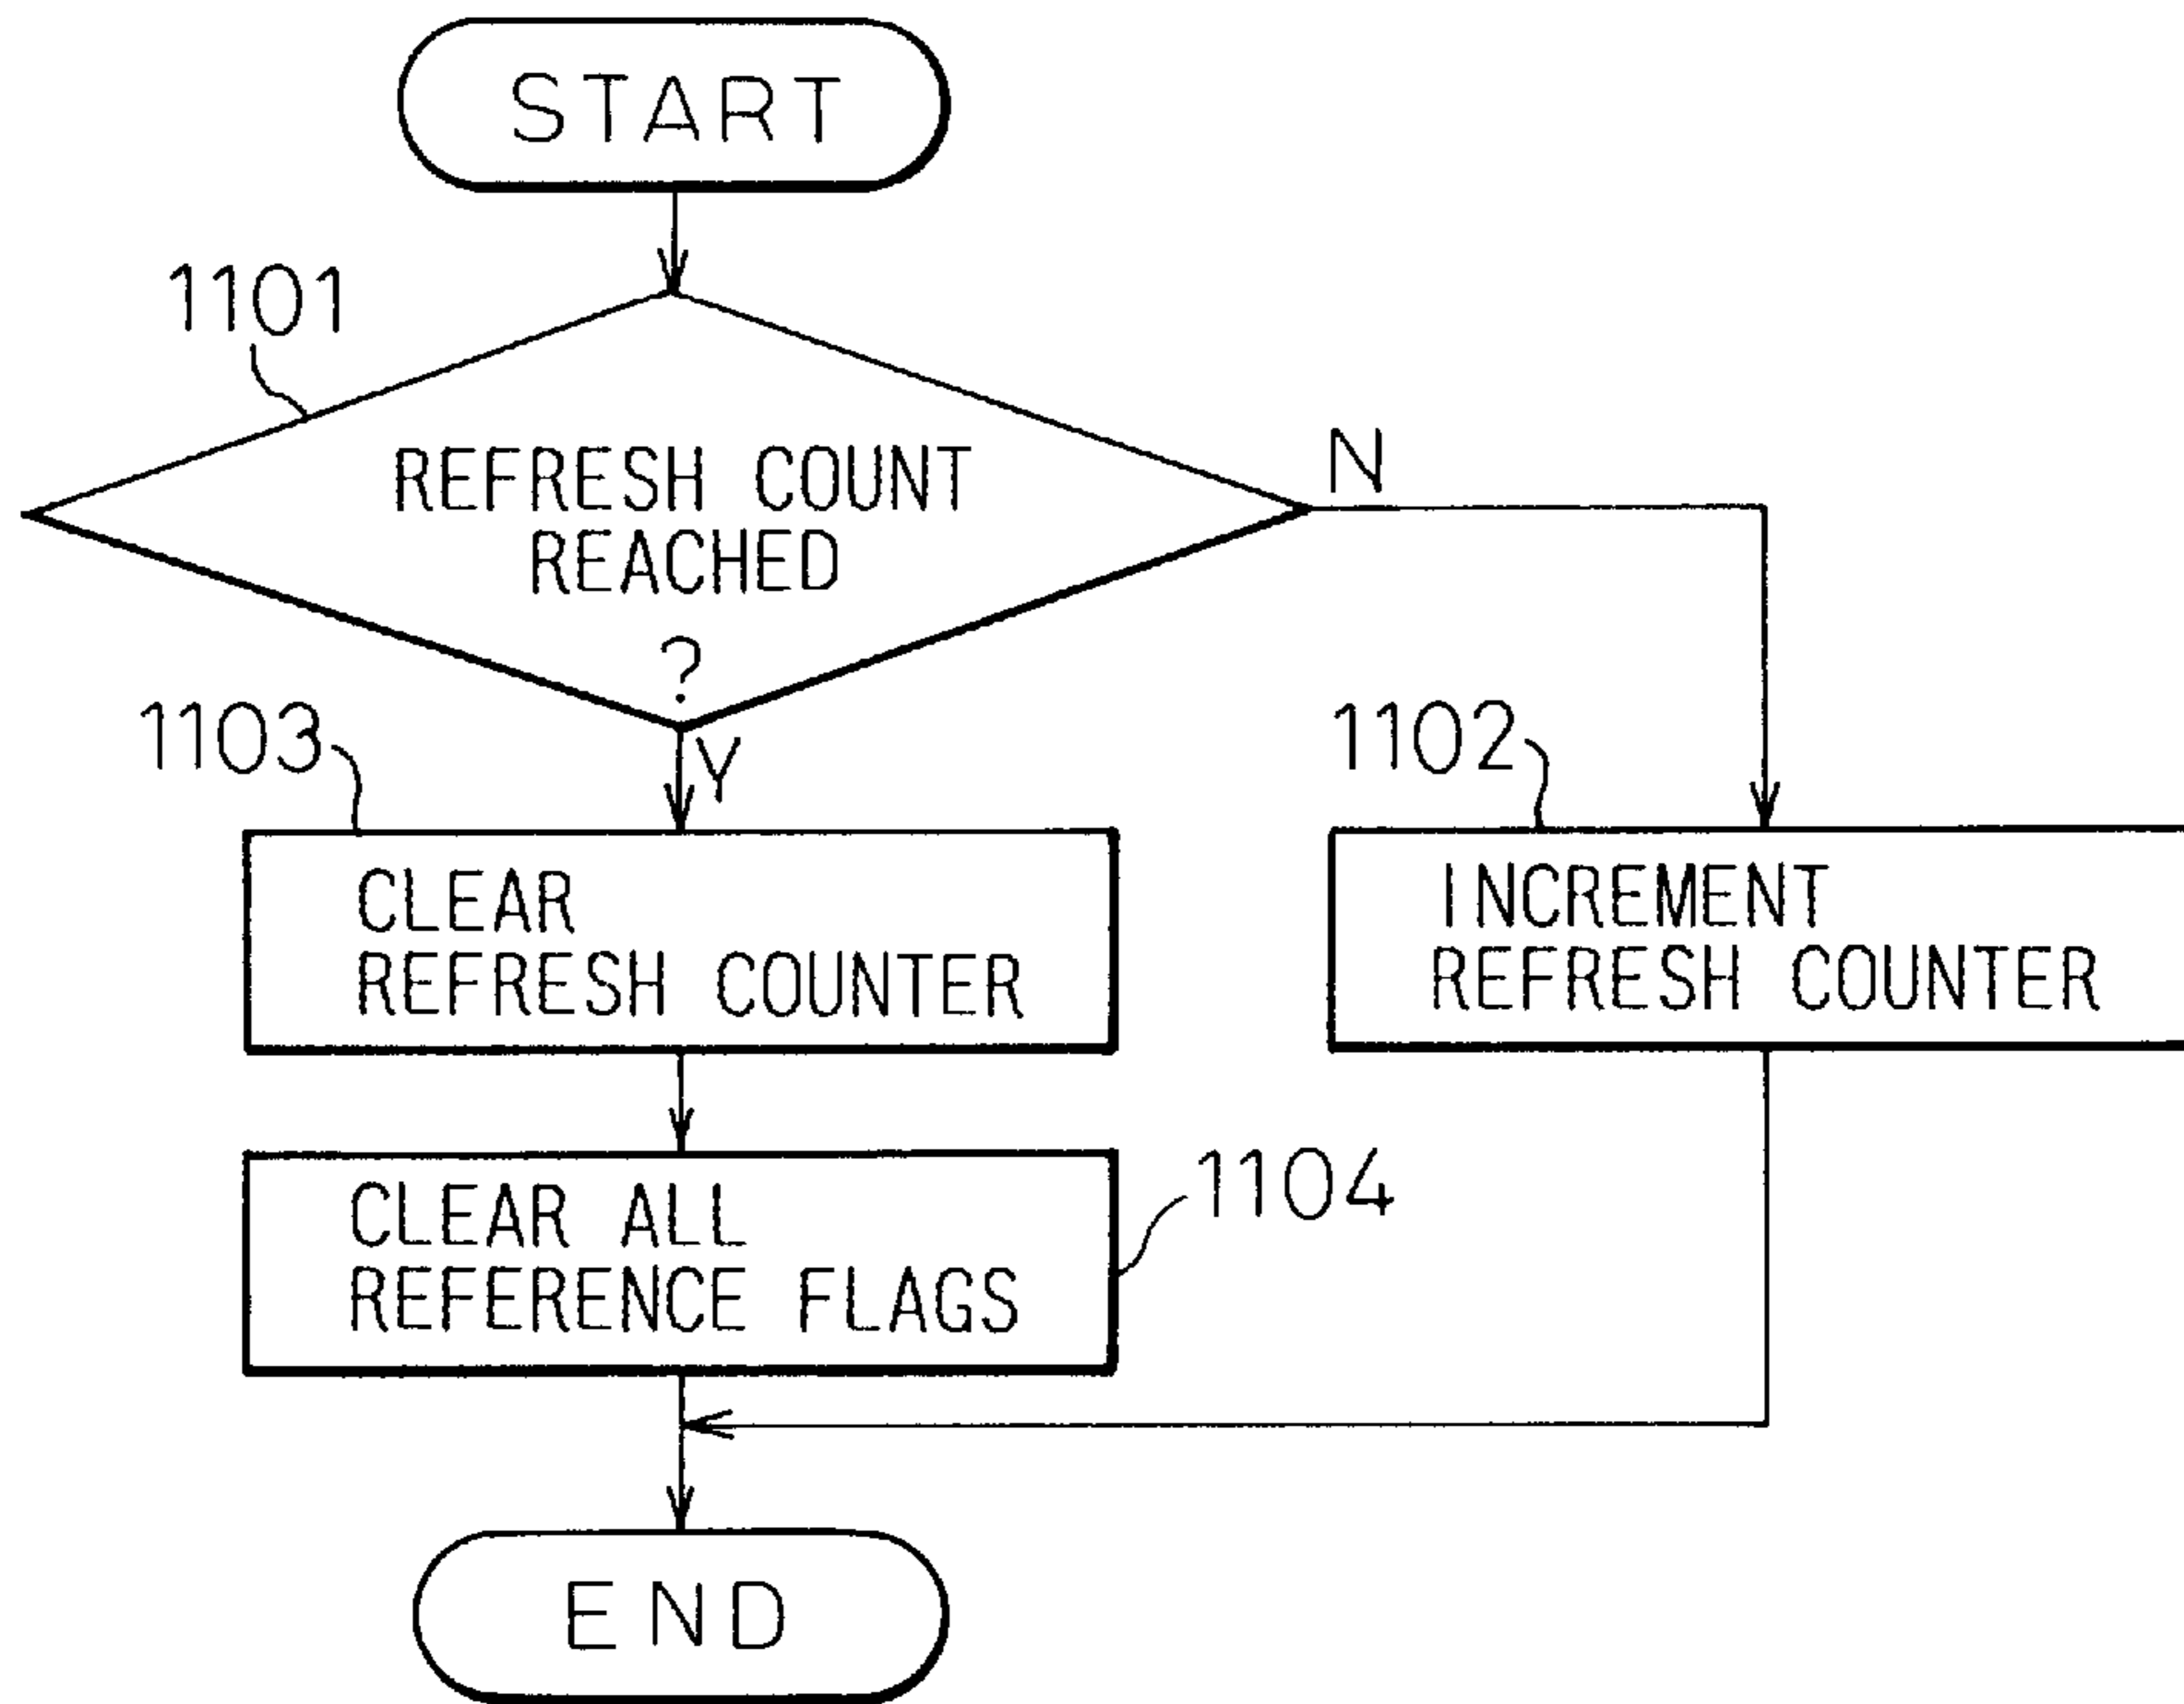 START
1101
REFRESH COUNT
REACHED
?
N
Y
1103
CLEAR
REFRESH COUNTER
1102
INCREMENT
REFRESH COUNTER
CLEAR ALL
REFERENCE FLAGS
1104
END